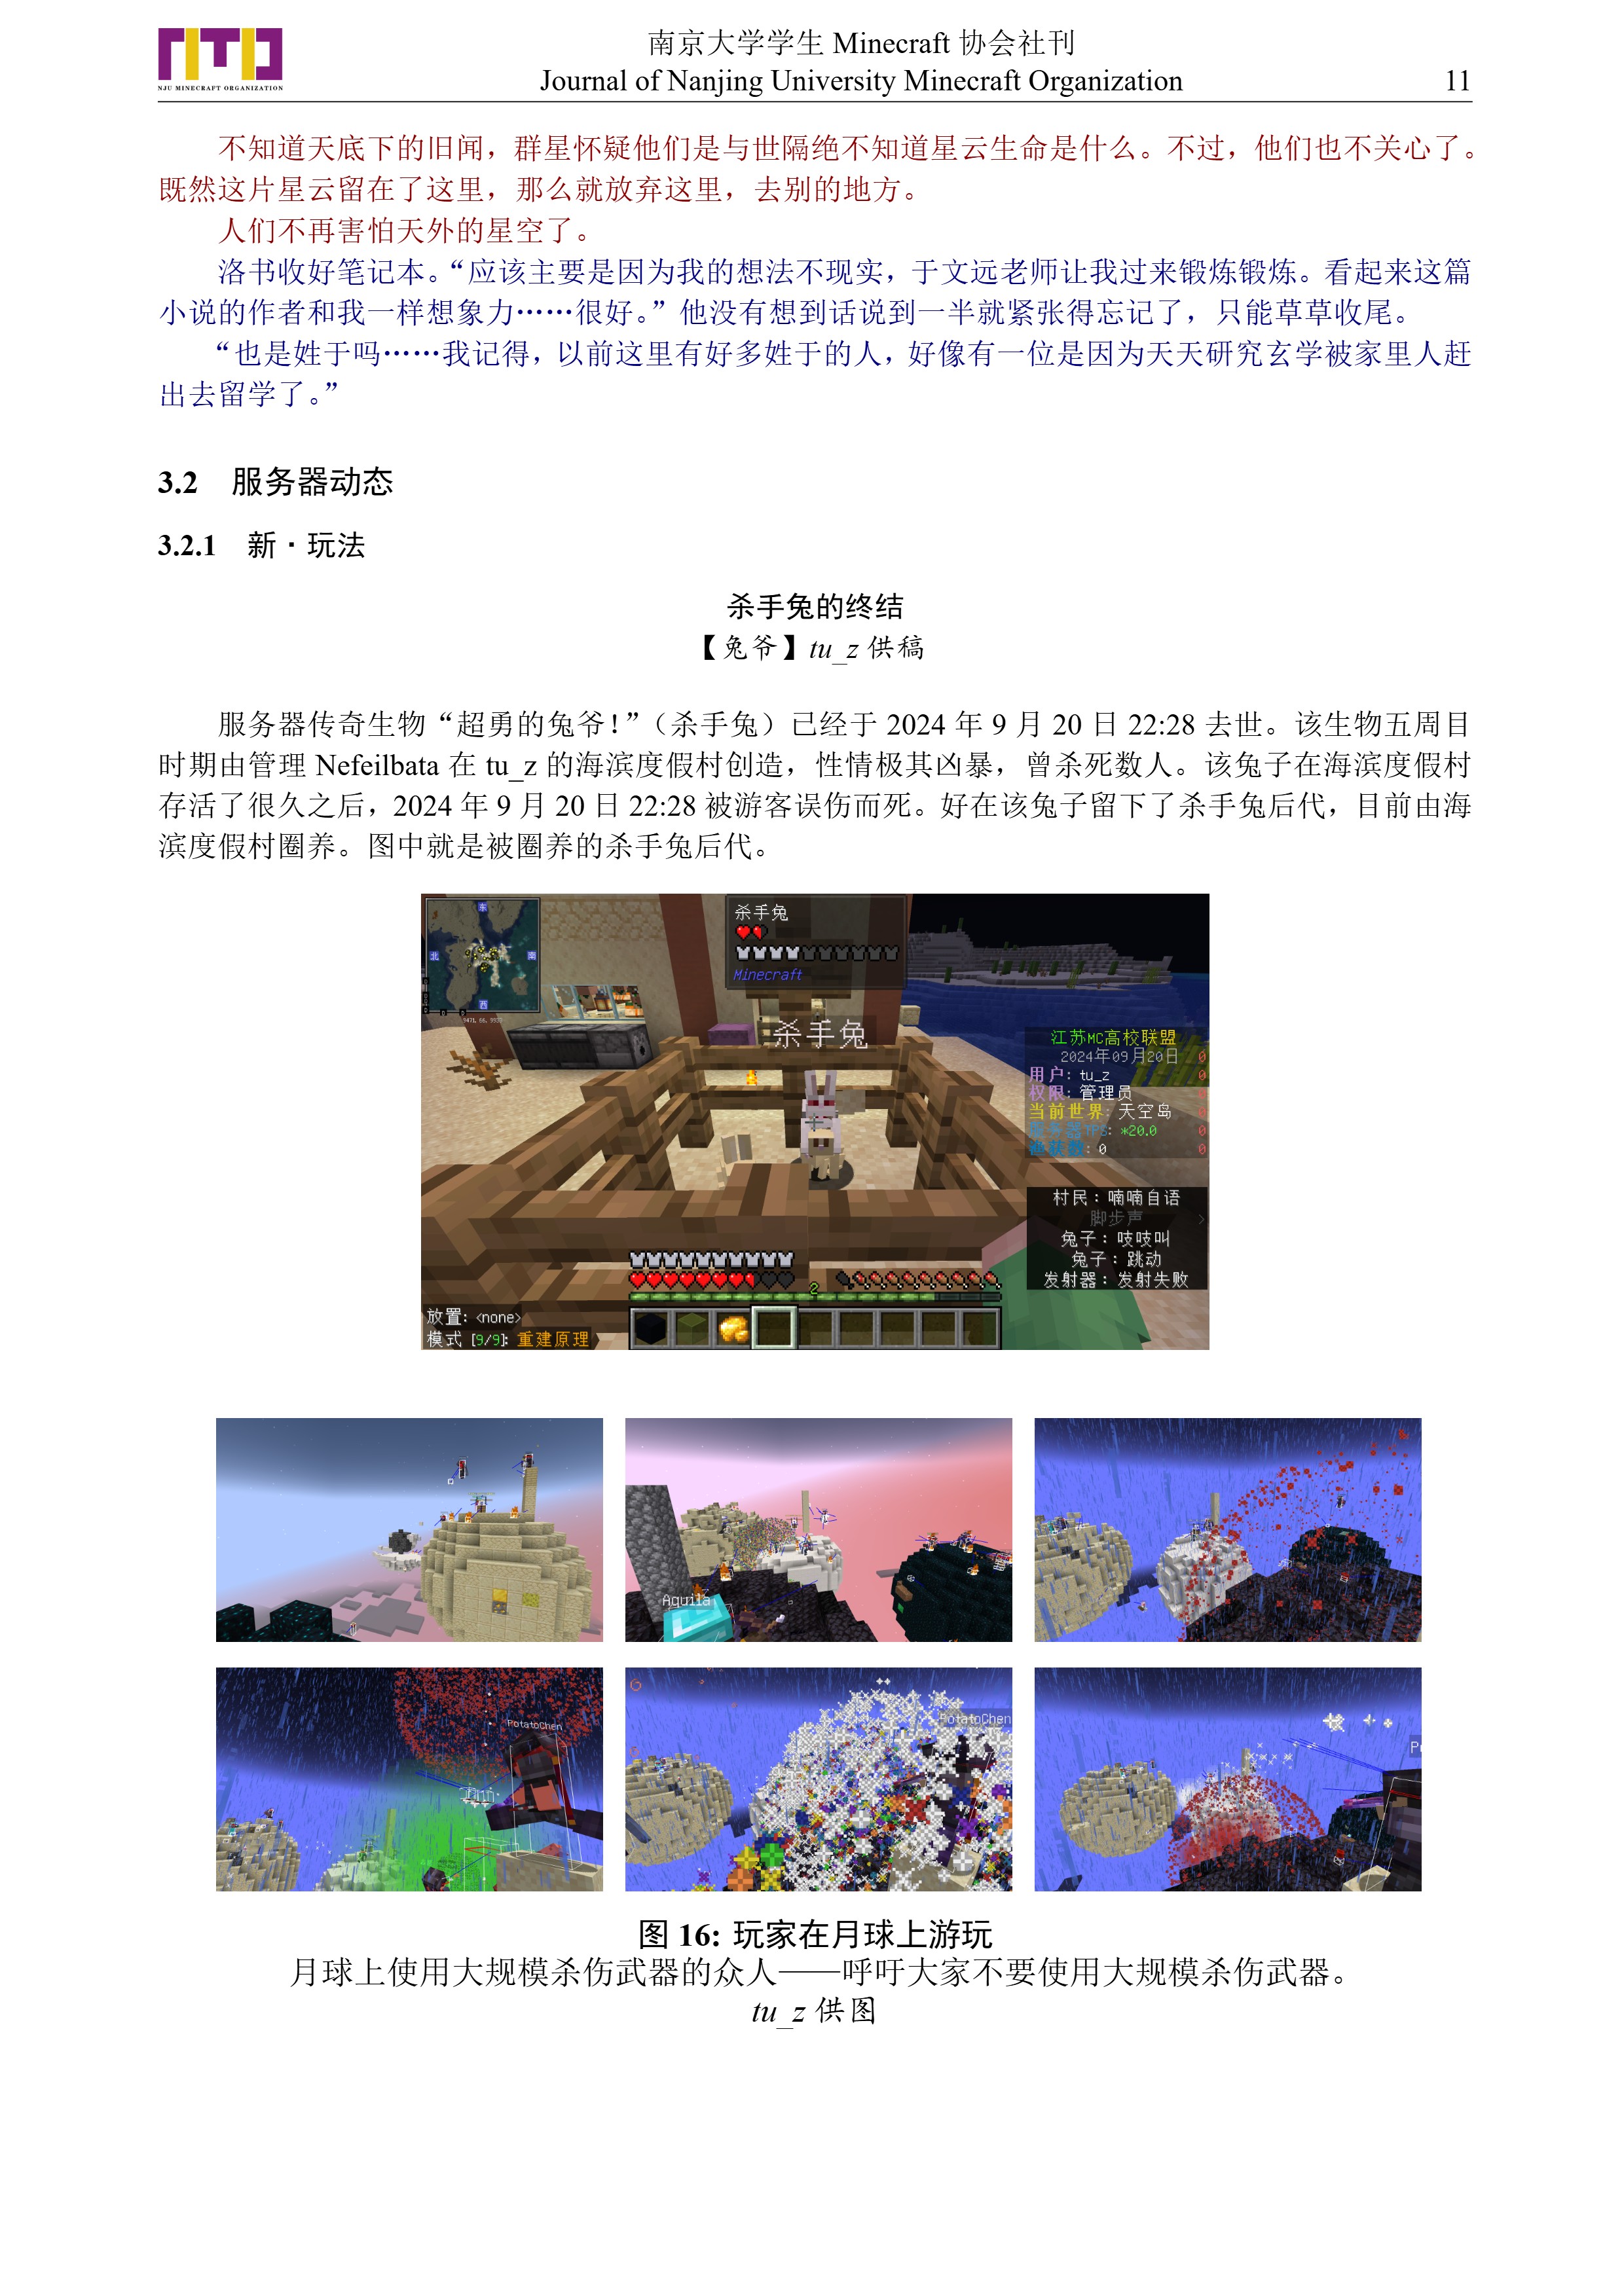 NJU MINECRAFT ORGANIZATION
南京大学学生 Minecraft 协会社刊
Journal of Nanjing University Minecraft Organization
11
不知道天底下的旧闻，群星怀疑他们是与世隔绝不知道星云生命是什么。不过，他们也不关心了。
既然这片星云留在了这里，那么就放弃这里，去别的地方。
人们不再害怕天外的星空了。
洛书收好笔记本。“应该主要是因为我的想法不现实，于文远老师让我过来锻炼锻炼。看起来这篇
小说的作者和我一样想象力……很好。”他没有想到话说到一半就紧张得忘记了，只能草草收尾。
“也是姓于吗……我记得，以前这里有好多姓于的人，好像有一位是因为天天研究玄学被家里人赶
出去留学了。”
3.2 服务器动态
3.2.1 新·玩法
杀手兔的终结
【兔爷】tu_z 供稿
服务器传奇生物“超勇的兔爷！”（杀手兔）已经于 2024 年 9 月 20 日 22:28 去世。该生物五周目
时期由管理 Nefeilbata 在 tu_z 的海滨度假村创造，性情极其凶暴，曾杀死数人。该兔子在海滨度假村
存活了很久之后，2024 年 9 月 20 日 22:28 被游客误伤而死。好在该兔子留下了杀手兔后代，目前由海
滨度假村圈养。图中就是被圈养的杀手兔后代。
东
北
南
西
杀手兔
Minecraft
杀手兔
江苏MC高校联盟
2024年09月20日 0
用户: tu_z 0
权限: 管理员
当前世界: 天空岛
*20.0 0
0 0
村民：喃喃自语
脚步声
兔子：吱吱叫
兔子：跳动
发射器：发射失败
2
放置: <none>
模式 [9/9]: 重建原理
Aquila
PotatoChen
PotatoChen
图 16: 玩家在月球上游玩
月球上使用大规模杀伤武器的众人——呼吁大家不要使用大规模杀伤武器。
tu_z 供图